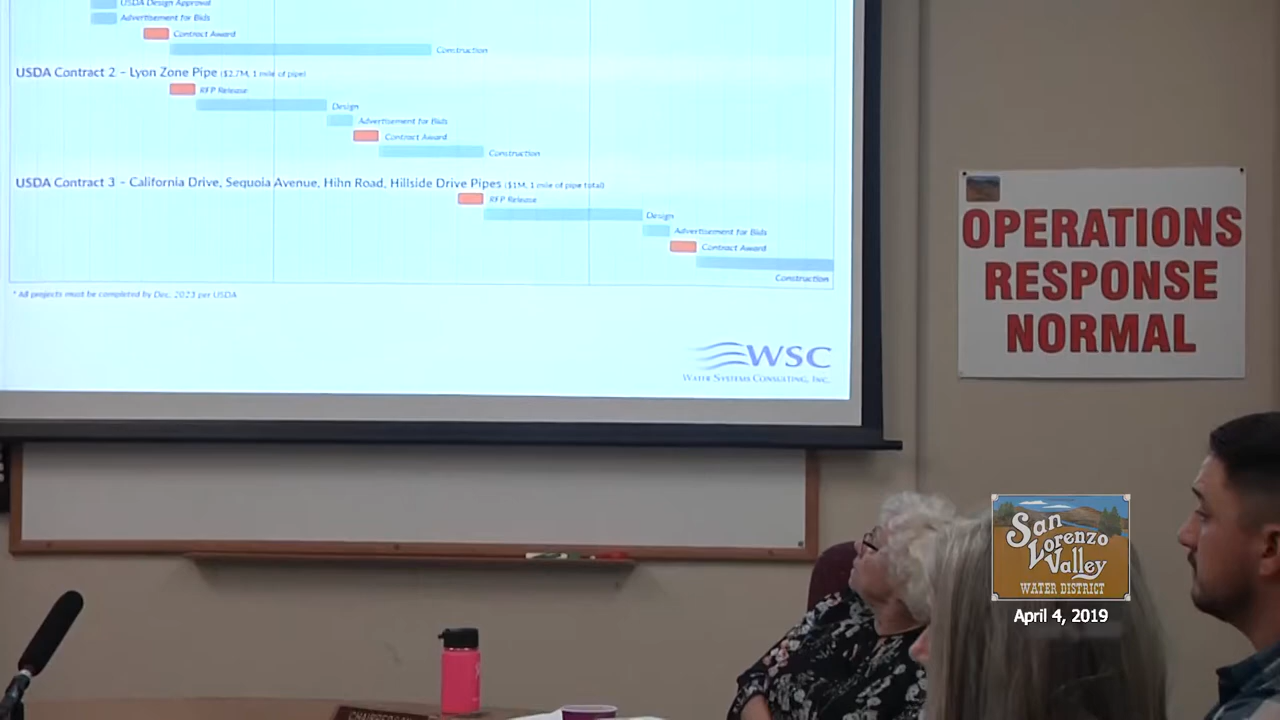 USDA Design Approval
Advertisement for Bids
Contract Award
Construction
USDA Contract 2 – Lyon Zone Pipe ($2.7M, 1 mile of pipe)
RFP Release
Design
Advertisement for Bids
Contract Award
Construction
USDA Contract 3 – California Drive, Sequoia Avenue, Hihn Road, Hillside Drive Pipes ($1M, 1 mile of pipe total)
RFP Release
Design
Advertisement for Bids
Contract Award
Construction
* All projects must be completed by Dec. 2023 per USDA
WSC
WATER SYSTEMS CONSULTING, INC.
OPERATIONS
RESPONSE
NORMAL
San
Lorenzo
Valley
WATER DISTRICT
April 4, 2019